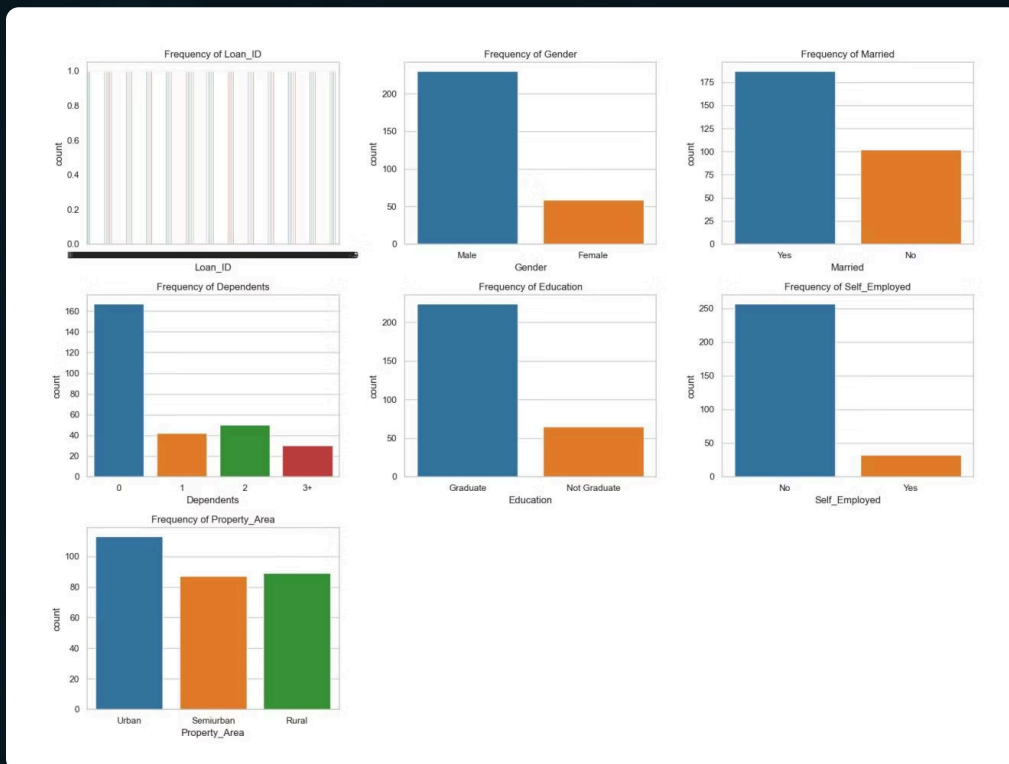 Frequency of Loan_ID
1.0
0.8
0.6
0.4
0.2
0.0
count
Loan_ID
Frequency of Gender
200
150
100
50
0
count
Male Female
Gender
Frequency of Married
175
150
125
100
75
50
25
0
count
Yes No
Married
Frequency of Dependents
160
140
120
100
80
60
40
20
0
count
0 1 2 3+
Dependents
Frequency of Education
200
150
100
50
0
count
Graduate Not Graduate
Education
Frequency of Self_Employed
250
200
150
100
50
0
count
No Yes
Self_Employed
Frequency of Property_Area
100
80
60
40
20
0
count
Urban Semiurban Rural
Property_Area